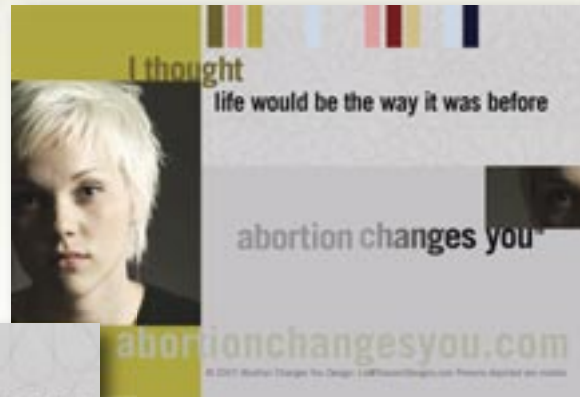 I thought
life would be the way it was before
abortion changes you
abortionchangesyou.com